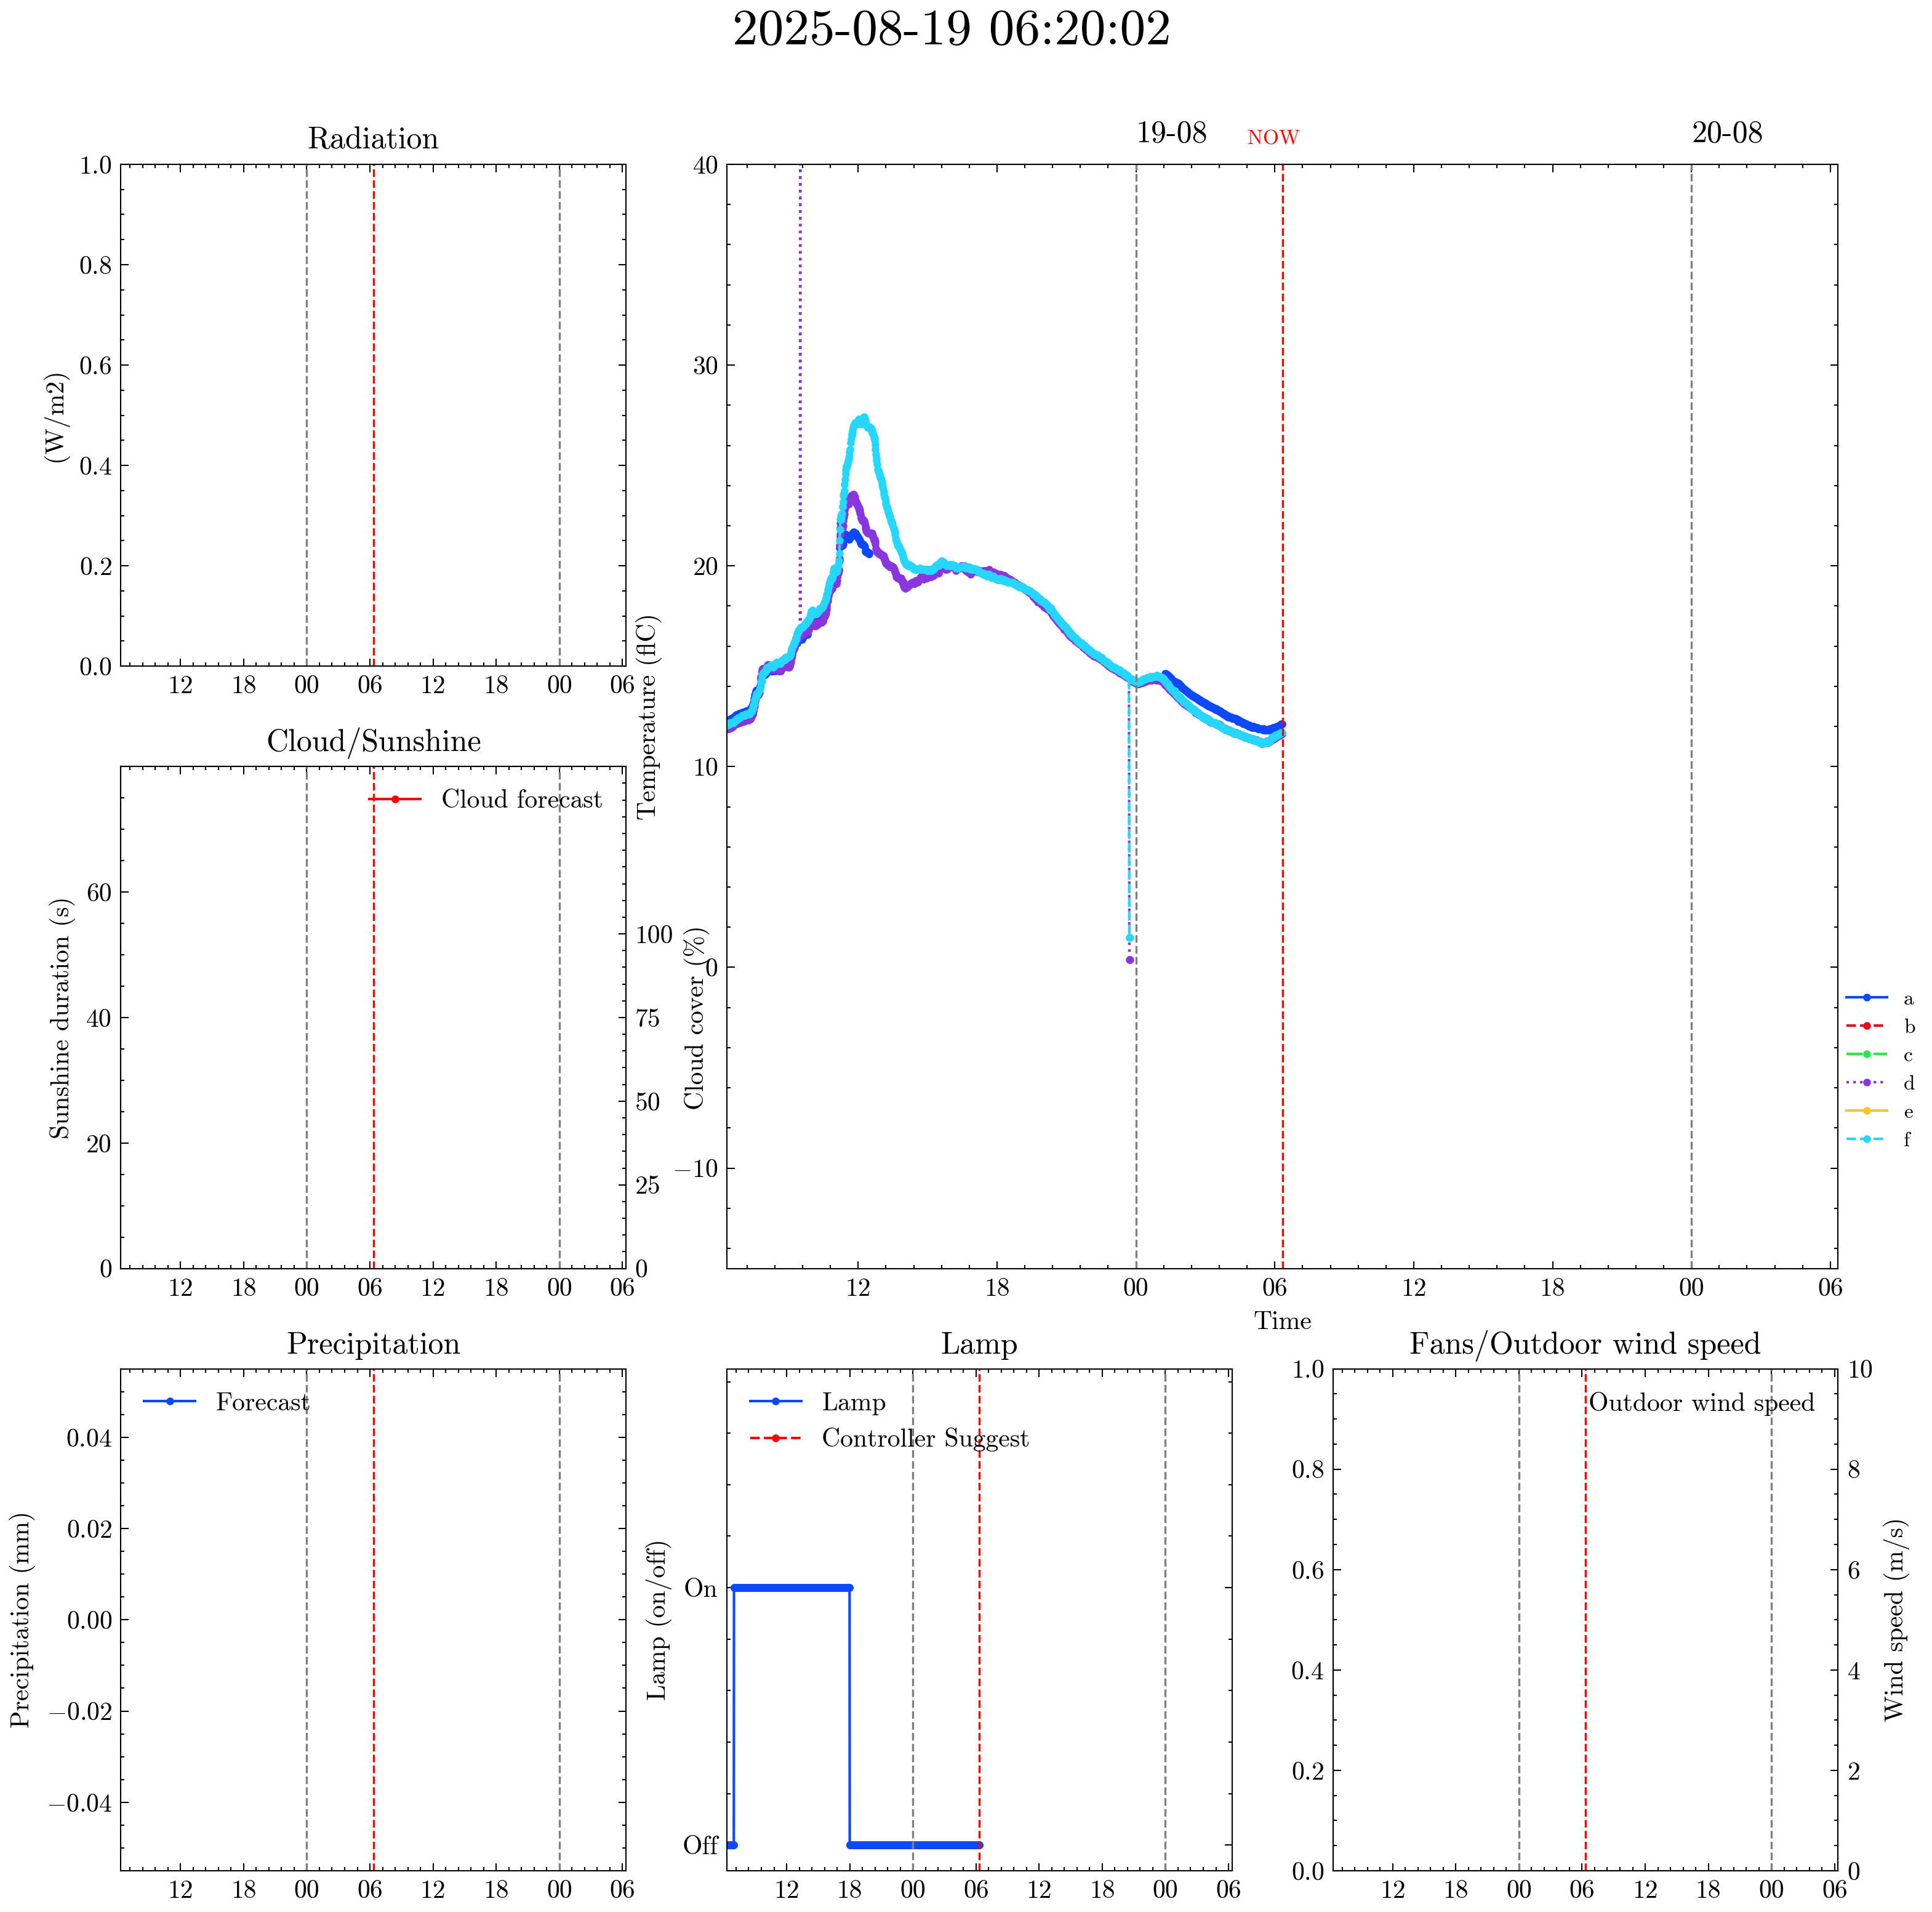 2025-08-19 06:20:02
Radiation
1.0
0.8
0.6
0.4
0.2
0.0
(W/m2)
12 18 00 06 12 18 00 06
Cloud/Sunshine
Cloud forecast
60
40
20
0
Sunshine duration (s)
100
75
50
25
0
Cloud cover (%)
12 18 00 06 12 18 00 06
19-08
NOW
20-08
40
30
20
10
0
−10
Temperature (flC)
12 18 00 06 12 18 00 06
Time
a
b
c
d
e
f
Precipitation
Forecast
0.04
0.02
0.00
−0.02
−0.04
Precipitation (mm)
12 18 00 06 12 18 00 06
Lamp
Lamp
Controller Suggest
On
Off
Lamp (on/off)
12 18 00 06 12 18 00 06
Fans/Outdoor wind speed
Outdoor wind speed
1.0
0.8
0.6
0.4
0.2
0.0
10
8
6
4
2
0
Wind speed (m/s)
12 18 00 06 12 18 00 06